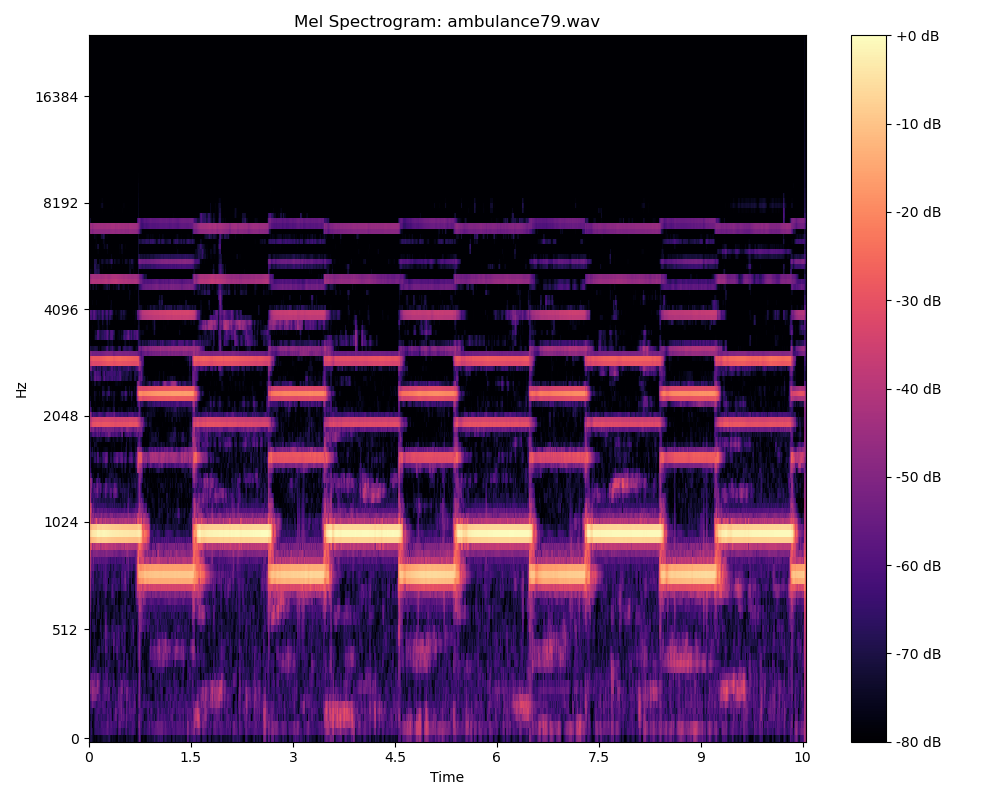 Mel Spectrogram: ambulance79.wav
+0 dB
-10 dB
-20 dB
-30 dB
-40 dB
-50 dB
-60 dB
-70 dB
-80 dB
Hz
16384
8192
4096
2048
1024
512
0
0 1.5 3 4.5 6 7.5 9 10
Time